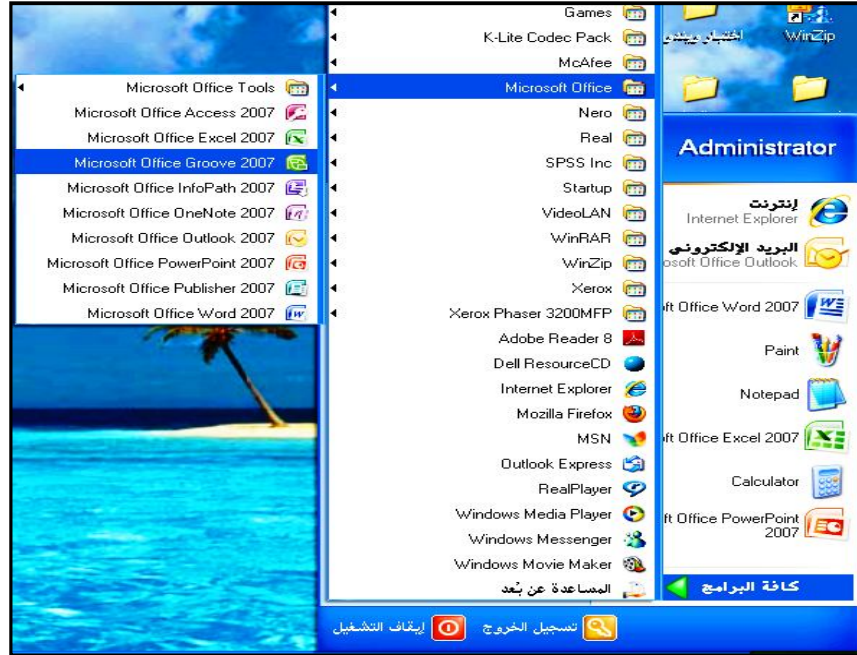 اختبار ويندوز
WinZip
Administrator
إنترنت
Internet Explorer
البريد الإلكتروني
osoft Office Outlook
ft Office Word 2007
Paint
Notepad
ft Office Excel 2007
Calculator
ft Office PowerPoint
2007
كافة البرامج
Games
K-Lite Codec Pack
McAfee
Microsoft Office
Nero
Real
SPSS Inc
Startup
VideoLAN
WinRAR
WinZip
Xerox
Xerox Phaser 3200MFP
Adobe Reader 8
Dell ResourceCD
Internet Explorer
Mozilla Firefox
MSN
Outlook Express
RealPlayer
Windows Media Player
Windows Messenger
Windows Movie Maker
المساعدة عن بُعد
Microsoft Office Tools
Microsoft Office Access 2007
Microsoft Office Excel 2007
Microsoft Office Groove 2007
Microsoft Office InfoPath 2007
Microsoft Office OneNote 2007
Microsoft Office Outlook 2007
Microsoft Office PowerPoint 2007
Microsoft Office Publisher 2007
Microsoft Office Word 2007
تسجيل الخروج
إيقاف التشغيل